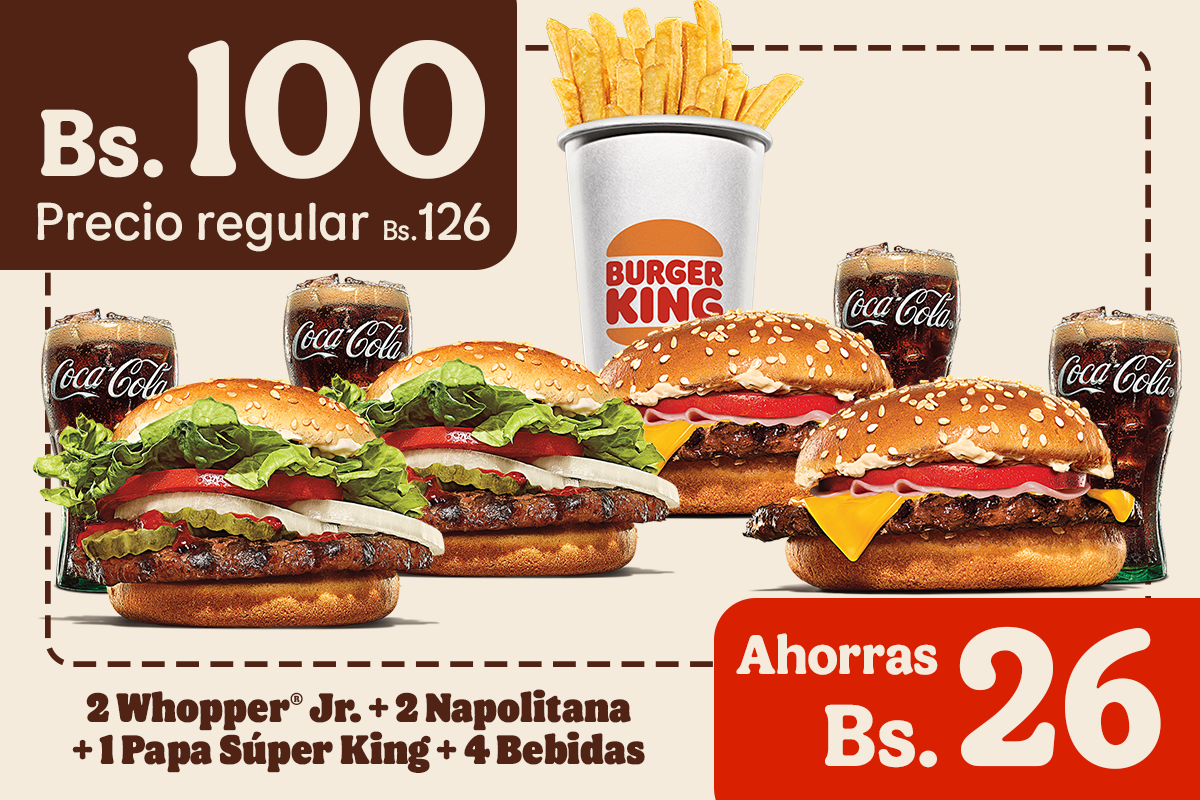 Bs. 100
Precio regular Bs. 126
BURGER
KING
Coca-Cola
Coca-Cola
Coca-Cola
Coca-Cola
Ahorras
Bs. 26
2 Whopper® Jr. + 2 Napolitana
+ 1 Papa Súper King + 4 Bebidas